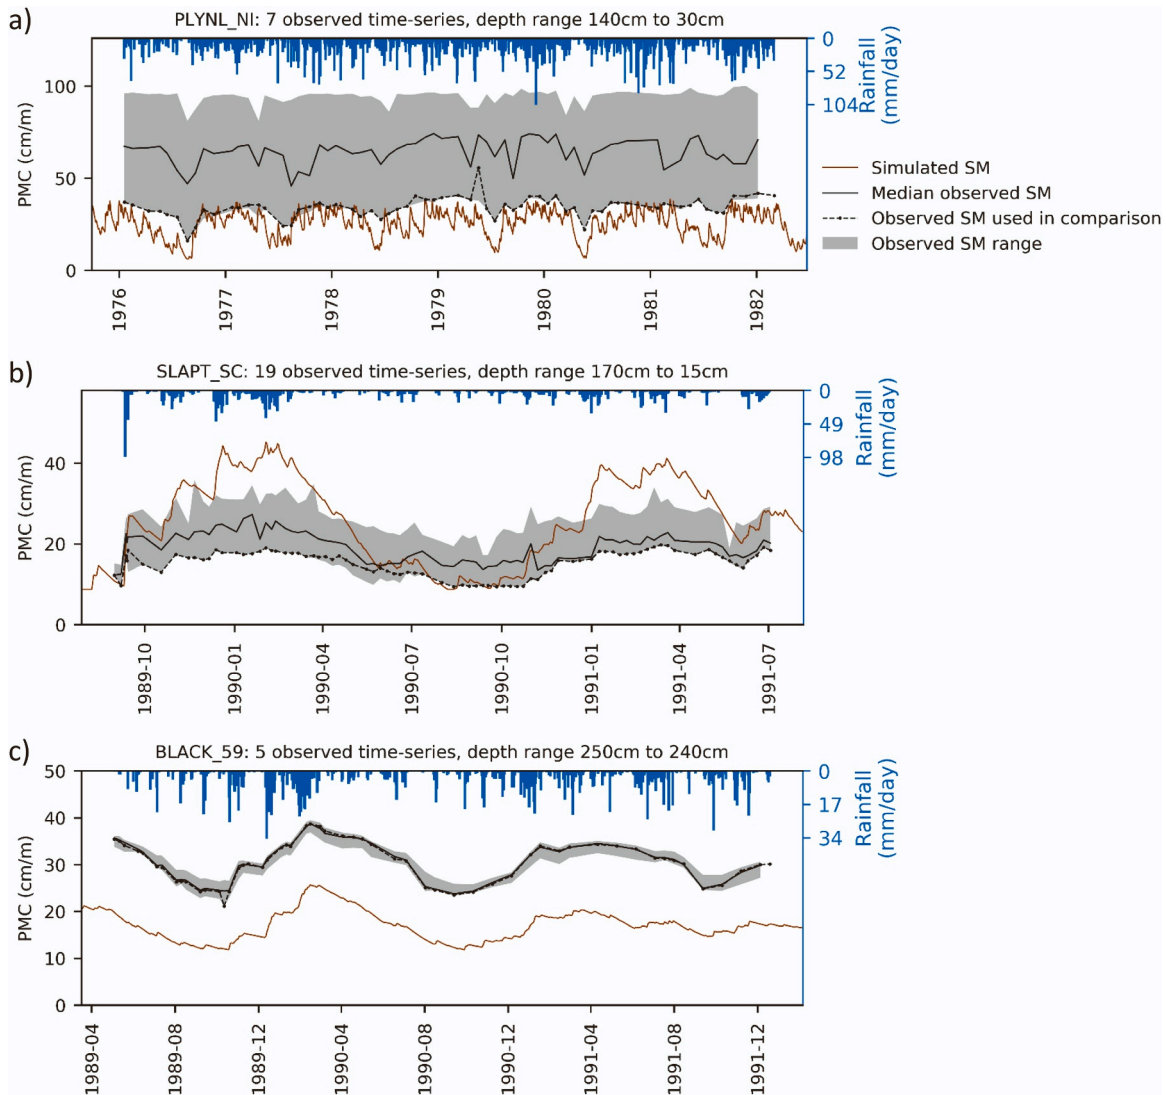 a)
PLYNL_NI: 7 observed time-series, depth range 140cm to 30cm
PMC (cm/m)
100
50
0
0
52
104
Rainfall
(mm/day)
1976
1977
1978
1979
1980
1981
1982
Simulated SM
Median observed SM
Observed SM used in comparison
Observed SM range
b)
SLAPT_SC: 19 observed time-series, depth range 170cm to 15cm
PMC (cm/m)
40
20
0
0
49
98
Rainfall
(mm/day)
1989-10
1990-01
1990-04
1990-07
1990-10
1991-01
1991-04
1991-07
c)
BLACK_59: 5 observed time-series, depth range 250cm to 240cm
PMC (cm/m)
50
40
30
20
10
0
0
17
34
Rainfall
(mm/day)
1989-04
1989-08
1989-12
1990-04
1990-08
1990-12
1991-04
1991-08
1991-12